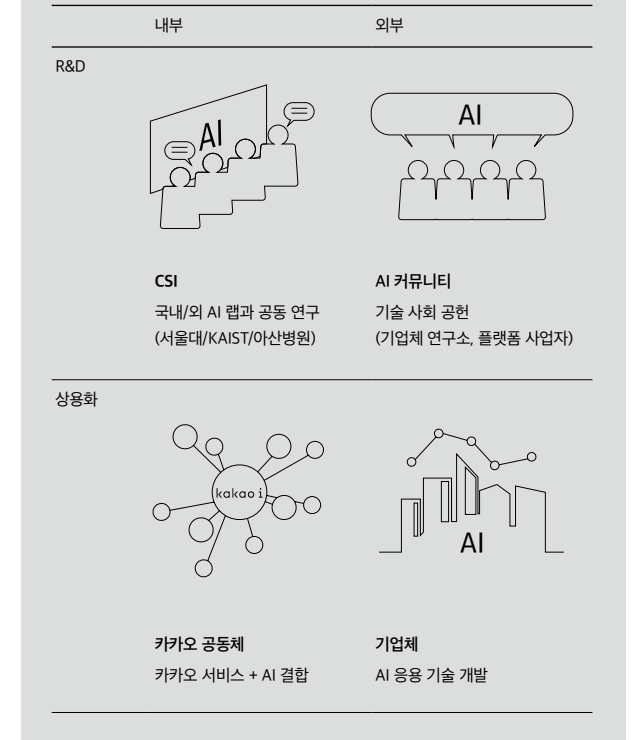 내부
외부
R&D
AI
AI
CSI
국내/외 AI 랩과 공동 연구
(서울대/KAIST/아산병원)
AI 커뮤니티
기술 사회 공헌
(기업체 연구소, 플랫폼 사업자)
상용화
kakao i
AI
카카오 공동체
카카오 서비스 + AI 결합
기업체
AI 응용 기술 개발